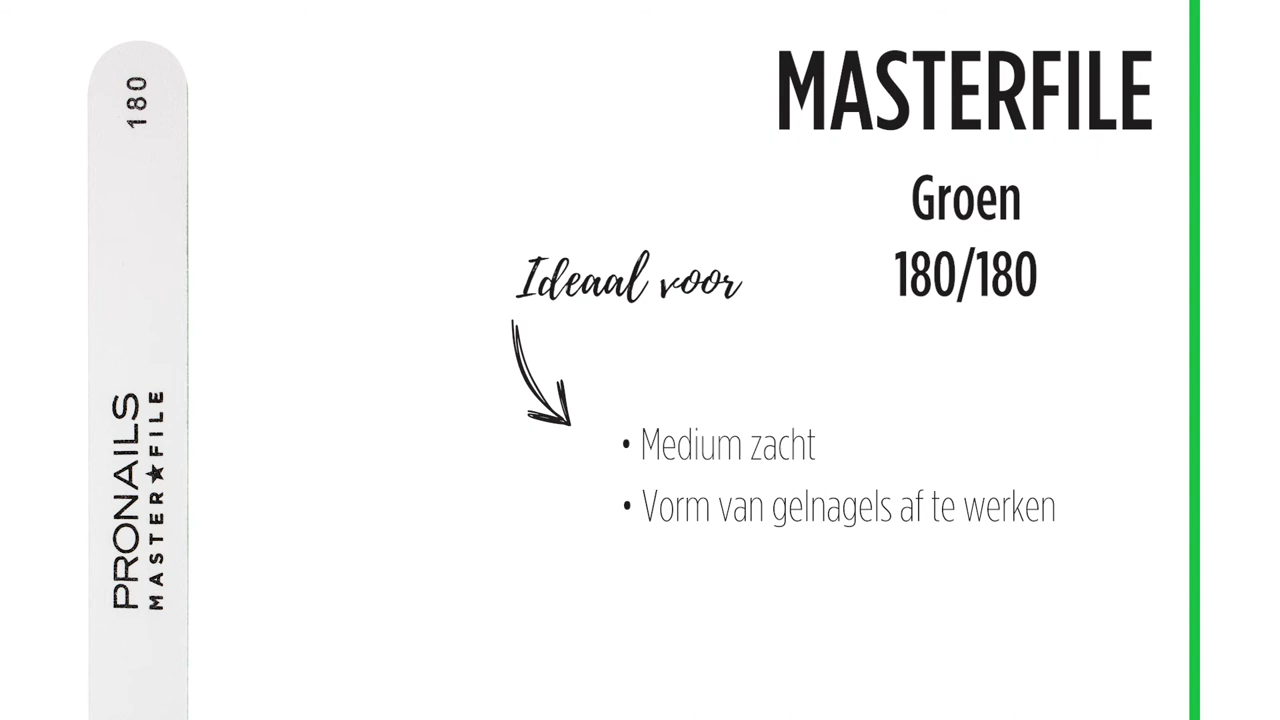 180
PRONAILS
MASTER★FILE
MASTERFILE
Groen
180/180
Ideaal voor
• Medium zacht
• Vorm van gelnagels af te werken